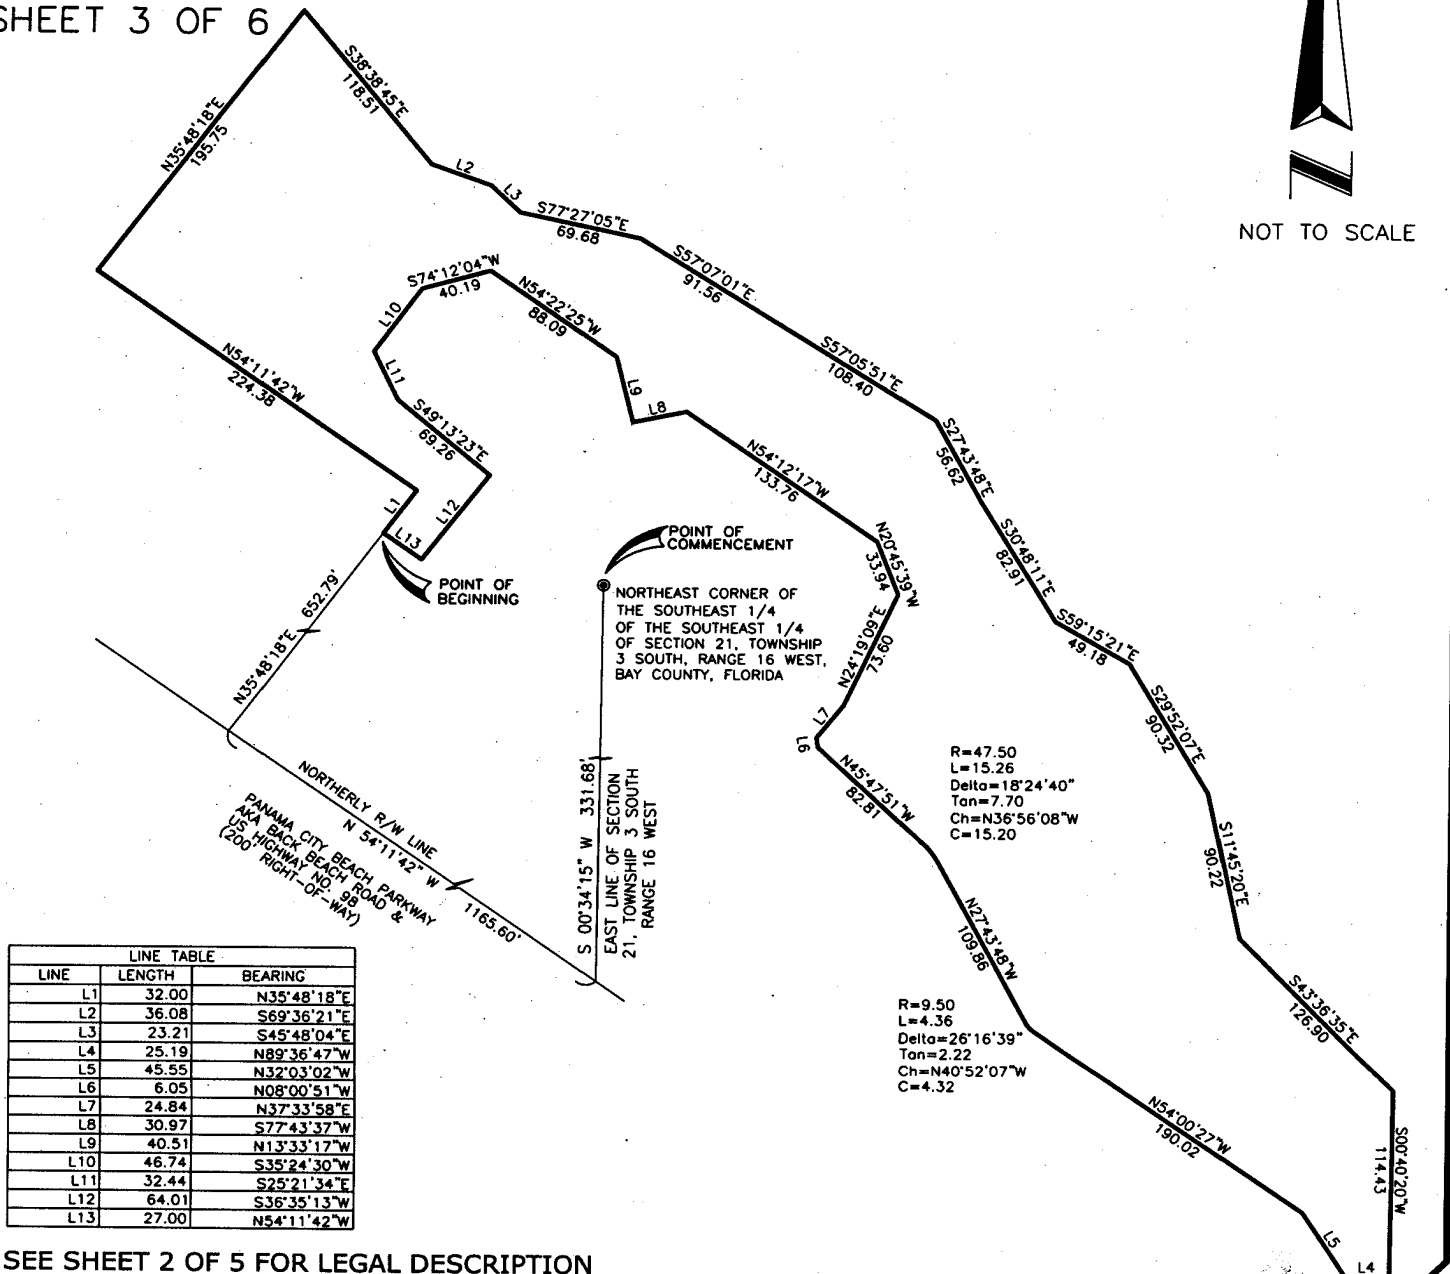 SHEET 3 OF 6
NOT TO SCALE
N35°48'18"E
195.75
S38°38'45"E
118.51
L2
L3
S77°27'05"E
69.68
S57°07'01"E
91.56
S57°05'51"E
108.40
S27°43'48"E
56.62
S30°48'11"E
82.91
S59°15'21"E
49.18
S29°52'07"E
90.32
S11°45'20"E
90.22
S43°36'35"E
126.90
S00°40'20"W
114.43
L4
L5
N54°00'27"W
190.02
N27°43'48"W
109.86
N45°47'51"W
82.81
L6
L7
N24°19'09"E
73.60
N20°45'39"W
33.94
N54°12'17"W
133.76
L8
L9
N54°22'25"W
88.09
S74°12'04"W
40.19
L10
L11
S49°13'23"E
69.26
L12
L13
L1
N54°11'42"W
224.38
POINT OF
BEGINNING
POINT OF
COMMENCEMENT
NORTHEAST CORNER OF
THE SOUTHEAST 1/4
OF THE SOUTHEAST 1/4
OF SECTION 21, TOWNSHIP
3 SOUTH, RANGE 16 WEST,
BAY COUNTY, FLORIDA
N35°48'18"E 652.79'
NORTHERLY R/W LINE
N 54°11'42" W
1165.60'
PANAMA CITY BEACH PARKWAY
AKA BACK BEACH ROAD &
US HIGHWAY NO. 98
(200' RIGHT-OF-WAY)
S 00°34'15" W 331.68'
EAST LINE OF SECTION
21, TOWNSHIP 3 SOUTH
RANGE 16 WEST
R=47.50
L=15.26
Delta=18°24'40"
Tan=7.70
Ch=N36°56'08"W
C=15.20
R=9.50
L=4.36
Delta=26°16'39"
Tan=2.22
Ch=N40°52'07"W
C=4.32
LINE TABLE
LINE LENGTH BEARING
L1 32.00 N35°48'18"E
L2 36.08 S69°36'21"E
L3 23.21 S45°48'04"E
L4 25.19 N89°36'47"W
L5 45.55 N32°03'02"W
L6 6.05 N08°00'51"W
L7 24.84 N37°33'58"E
L8 30.97 S77°43'37"W
L9 40.51 N13°33'17"W
L10 46.74 S35°24'30"W
L11 32.44 S25°21'34"E
L12 64.01 S36°35'13"W
L13 27.00 N54°11'42"W
SEE SHEET 2 OF 5 FOR LEGAL DESCRIPTION